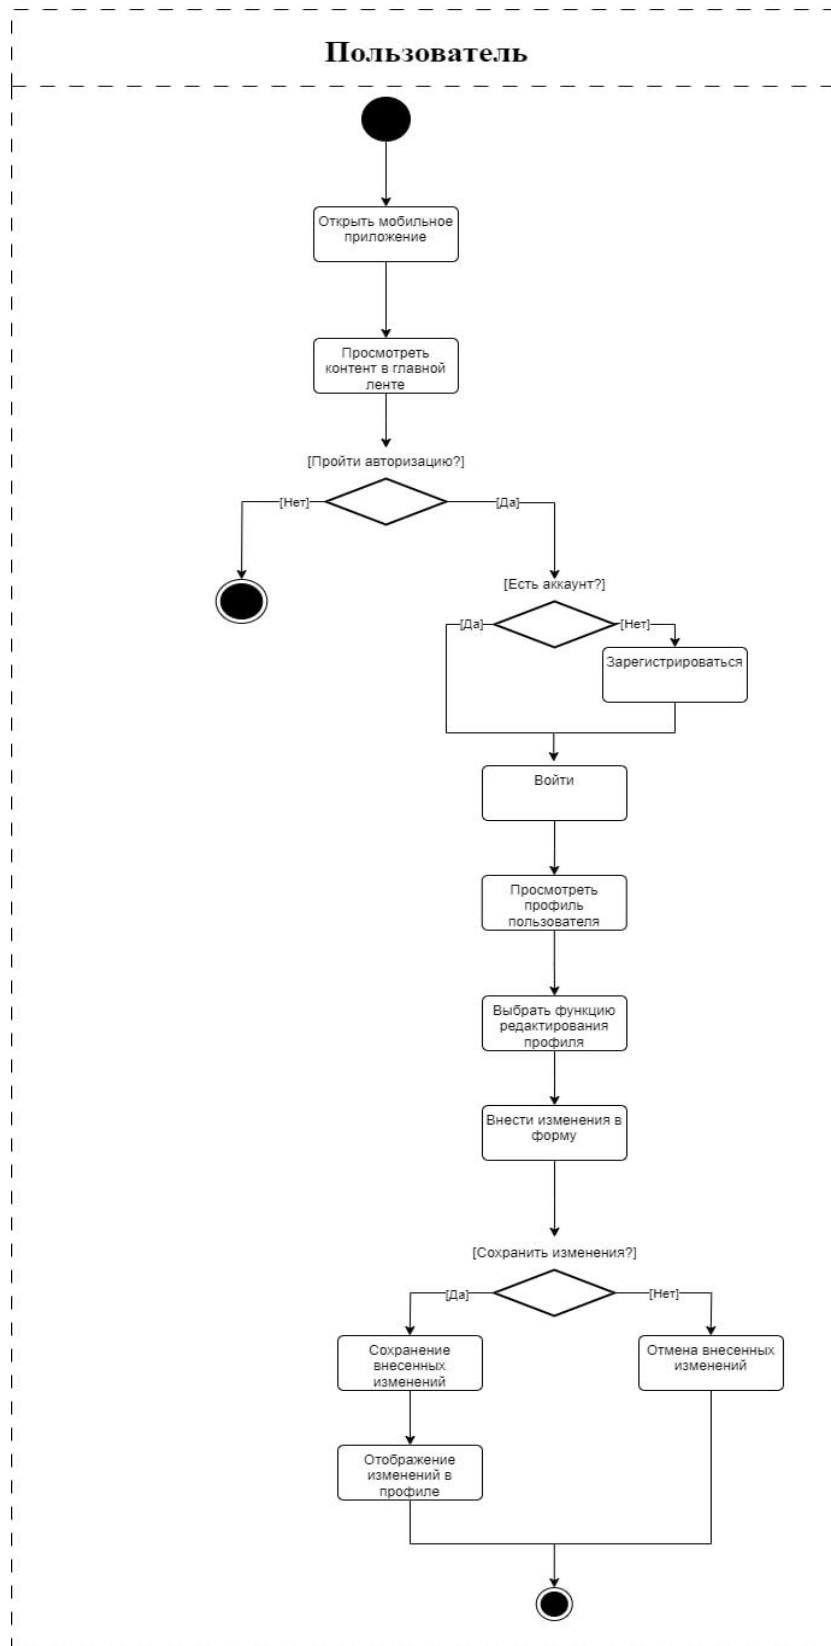 Пользователь
Открыть мобильное
приложение
Просмотреть
контент в главной
ленте
[Пройти авторизацию?]
[Нет]
[Да]
[Есть аккаунт?]
[Да]
[Нет]
Зарегистрироваться
Войти
Просмотреть
профиль
пользователя
Выбрать функцию
редактирования
профиля
Внести изменения в
форму
[Сохранить изменения?]
[Да]
[Нет]
Сохранение
внесенных
изменений
Отмена внесенных
изменений
Отображение
изменений в
профиле